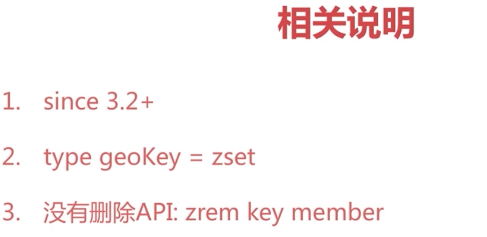 相关说明
1. since 3.2+
2. type geoKey = zset
3. 没有删除API: zrem key member